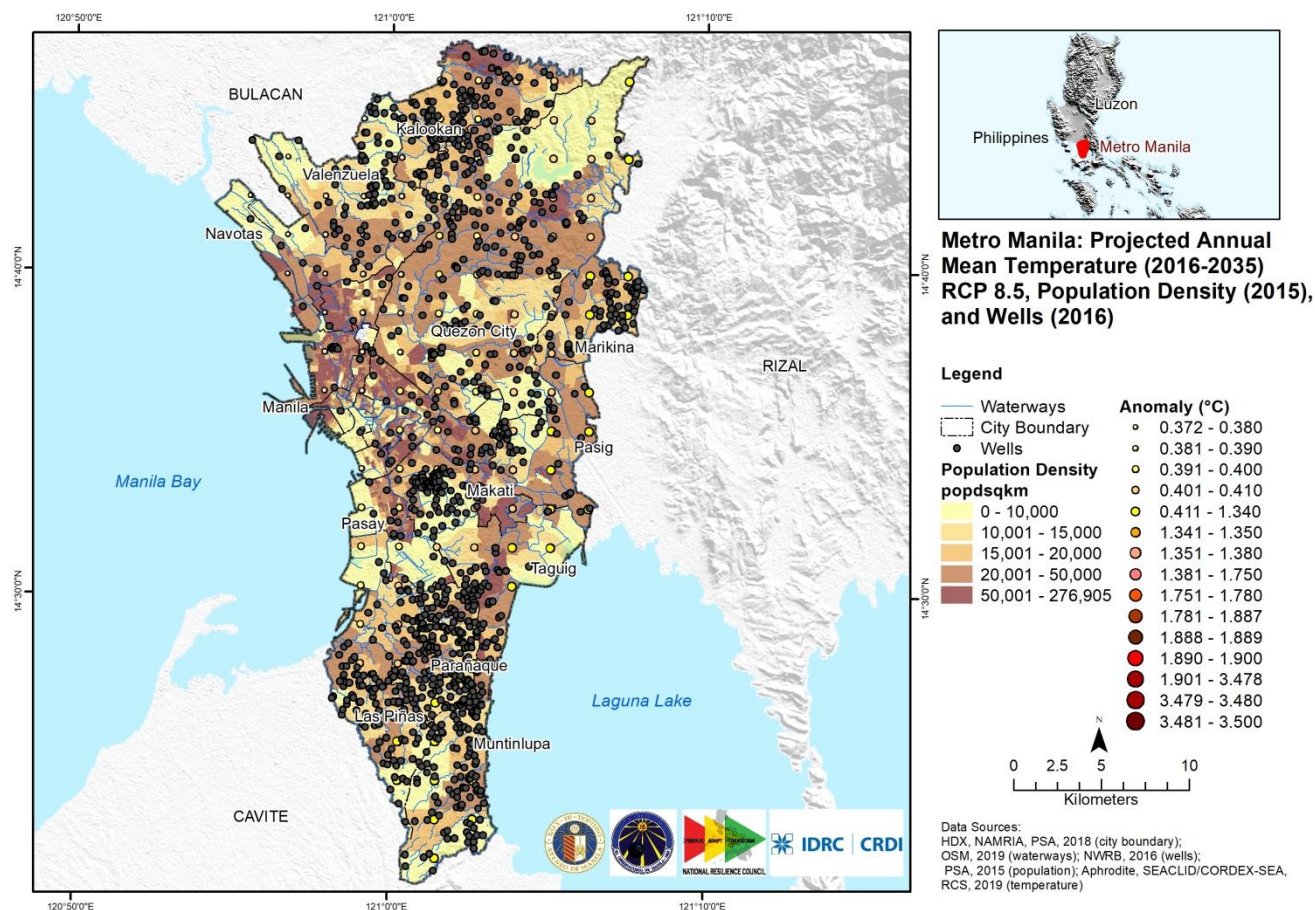 120°50'0"E
121°0'0"E
121°10'0"E
14°40'0"N
14°30'0"N
14°40'0"N
14°30'0"N
120°50'0"E
121°0'0"E
121°10'0"E
BULACAN
Kalookan
Valenzuela
Navotas
Quezon City
Marikina
RIZAL
Manila
Pasig
Manila Bay
Makati
Pasay
Taguig
Parañaque
Las Piñas
Laguna Lake
Muntinlupa
CAVITE
NATIONAL RESILIENCE COUNCIL
IDRC | CRDI
Luzon
Philippines
Metro Manila
Metro Manila: Projected Annual
Mean Temperature (2016-2035)
RCP 8.5, Population Density (2015),
and Wells (2016)
Legend
Waterways
City Boundary
Wells
Population Density
popdsqkm
0 - 10,000
10,001 - 15,000
15,001 - 20,000
20,001 - 50,000
50,001 - 276,905
Anomaly (°C)
0.372 - 0.380
0.381 - 0.390
0.391 - 0.400
0.401 - 0.410
0.411 - 1.340
1.341 - 1.350
1.351 - 1.380
1.381 - 1.750
1.751 - 1.780
1.781 - 1.887
1.888 - 1.889
1.890 - 1.900
1.901 - 3.478
3.479 - 3.480
3.481 - 3.500
N
0 2.5 5 10
Kilometers
Data Sources:
HDX, NAMRIA, PSA, 2018 (city boundary);
OSM, 2019 (waterways); NWRB, 2016 (wells);
PSA, 2015 (population); Aphrodite, SEACLID/CORDEX-SEA,
RCS, 2019 (temperature)